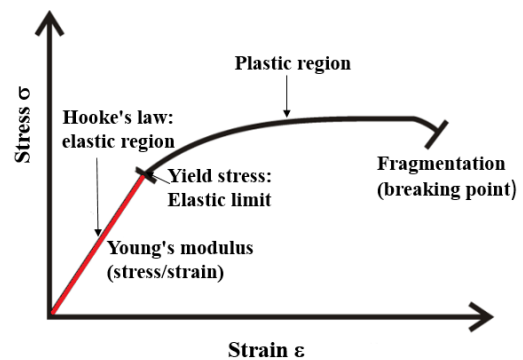 Stress σ
Plastic region
Hooke's law:
elastic region
Yield stress:
Elastic limit
Fragmentation
(breaking point)
Young's modulus
(stress/strain)
Strain ε